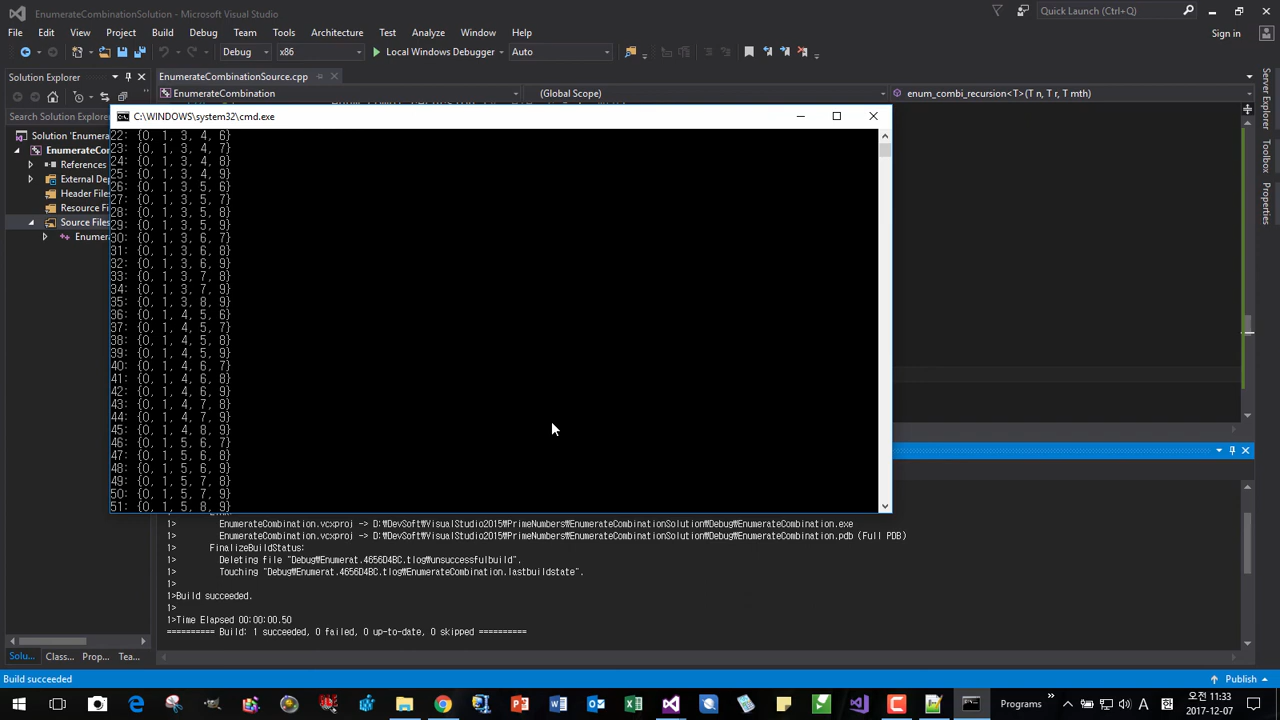 EnumerateCombinationSolution - Microsoft Visual Studio
Quick Launch (Ctrl+Q)
File Edit View Project Build Debug Team Tools Architecture Test Analyze Window Help
Sign in
Debug x86 Local Windows Debugger Auto
Solution Explorer
EnumerateCombinationSource.cpp
EnumerateCombination
(Global Scope)
enum_combi_recursion<T>(T n, T r, T mth)
Search Solution Explorer
Solution 'Enumera
EnumerateCo
References
External Dep
Header Files
Resource Fil
Source Files
Enumer
C:\WINDOWS\system32\cmd.exe
22: {0, 1, 3, 4, 6}
23: {0, 1, 3, 4, 7}
24: {0, 1, 3, 4, 8}
25: {0, 1, 3, 4, 9}
26: {0, 1, 3, 5, 6}
27: {0, 1, 3, 5, 7}
28: {0, 1, 3, 5, 8}
29: {0, 1, 3, 5, 9}
30: {0, 1, 3, 6, 7}
31: {0, 1, 3, 6, 8}
32: {0, 1, 3, 6, 9}
33: {0, 1, 3, 7, 8}
34: {0, 1, 3, 7, 9}
35: {0, 1, 3, 8, 9}
36: {0, 1, 4, 5, 6}
37: {0, 1, 4, 5, 7}
38: {0, 1, 4, 5, 8}
39: {0, 1, 4, 5, 9}
40: {0, 1, 4, 6, 7}
41: {0, 1, 4, 6, 8}
42: {0, 1, 4, 6, 9}
43: {0, 1, 4, 7, 8}
44: {0, 1, 4, 7, 9}
45: {0, 1, 4, 8, 9}
46: {0, 1, 5, 6, 7}
47: {0, 1, 5, 6, 8}
48: {0, 1, 5, 6, 9}
49: {0, 1, 5, 7, 8}
50: {0, 1, 5, 7, 9}
51: {0, 1, 5, 8, 9}
Server Explorer
Toolbox
Properties
1> EnumerateCombination.vcxproj -> D:₩DevSoft₩VisualStudio2015₩PrimeNumbers₩EnumerateCombinationSolution₩Debug₩EnumerateCombination.exe
1> EnumerateCombination.vcxproj -> D:₩DevSoft₩VisualStudio2015₩PrimeNumbers₩EnumerateCombinationSolution₩Debug₩EnumerateCombination.pdb (Full PDB)
1> FinalizeBuildStatus:
1> Deleting file "Debug₩Enumerat.4656D4BC.tlog₩unsuccessfulbuild".
1> Touching "Debug₩Enumerat.4656D4BC.tlog₩EnumerateCombination.lastbuildstate".
1>
1>Build succeeded.
1>
1>Time Elapsed 00:00:00.50
========== Build: 1 succeeded, 0 failed, 0 up-to-date, 0 skipped ==========
Solu... Class... Prop... Tea...
Build succeeded
Publish
Programs
A
오전 11:33
2017-12-07